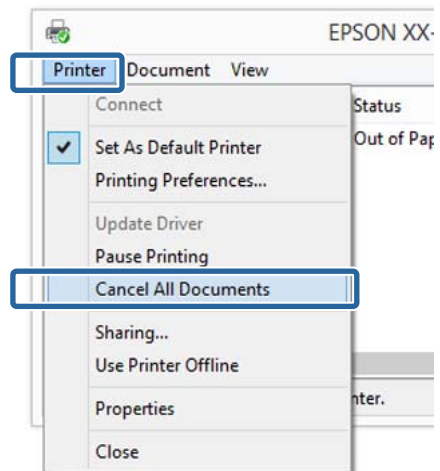 EPSON XX-
Printer Document View
Connect
Status
Set As Default Printer
Out of Pap
Printing Preferences...
Update Driver
Pause Printing
Cancel All Documents
Sharing...
Use Printer Offline
Properties
nter.
Close